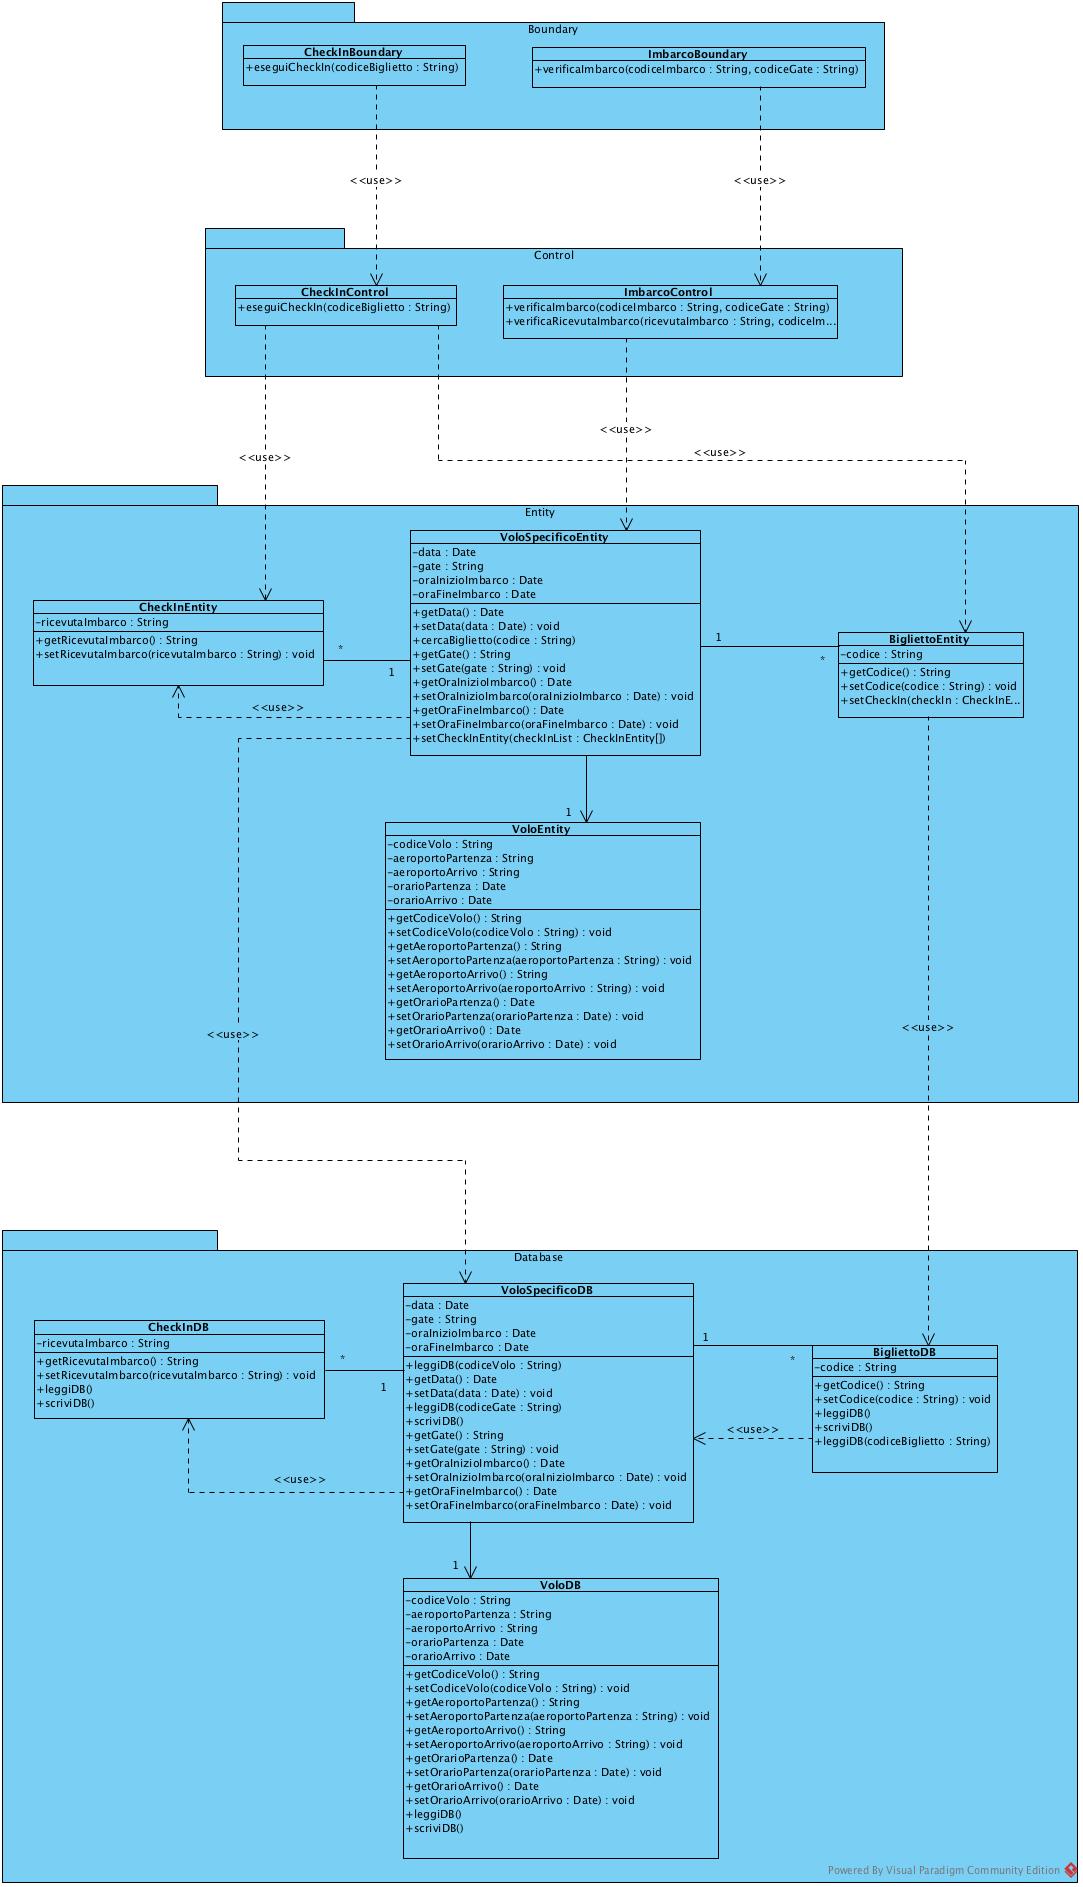 Boundary
CheckInBoundary
+eseguiCheckIn(codiceBiglietto : String)
ImbarcoBoundary
+verificaImbarco(codiceImbarco : String, codiceGate : String)
<<use>>
<<use>>
Control
CheckInControl
+eseguiCheckIn(codiceBiglietto : String)
ImbarcoControl
+verificaImbarco(codiceImbarco : String, codiceGate : String)
+verificaRicevutaImbarco(ricevutaImbarco : String, codiceIm...
<<use>>
<<use>>
<<use>>
Entity
VoloSpecificoEntity
-data : Date
-gate : String
-oraInizioImbarco : Date
-oraFineImbarco : Date
+getData() : Date
+setData(data : Date) : void
+cercaBiglietto(codice : String)
+getGate() : String
+setGate(gate : String) : void
+getOraInizioImbarco() : Date
+setOraInizioImbarco(oraInizioImbarco : Date) : void
+getOraFineImbarco() : Date
+setOraFineImbarco(oraFineImbarco : Date) : void
+setCheckInEntity(checkInList : CheckInEntity[])
CheckInEntity
-ricevutaImbarco : String
+getRicevutaImbarco() : String
+setRicevutaImbarco(ricevutaImbarco : String) : void
*
1
<<use>>
1
*
BigliettoEntity
-codice : String
+getCodice() : String
+setCodice(codice : String) : void
+setCheckIn(checkIn : CheckInE...
1
VoloEntity
-codiceVolo : String
-aeroportoPartenza : String
-aeroportoArrivo : String
-orarioPartenza : Date
-orarioArrivo : Date
+getCodiceVolo() : String
+setCodiceVolo(codiceVolo : String) : void
+getAeroportoPartenza() : String
+setAeroportoPartenza(aeroportoPartenza : String) : void
+getAeroportoArrivo() : String
+setAeroportoArrivo(aeroportoArrivo : String) : void
+getOrarioPartenza() : Date
+setOrarioPartenza(orarioPartenza : Date) : void
+getOrarioArrivo() : Date
+setOrarioArrivo(orarioArrivo : Date) : void
<<use>>
<<use>>
Database
VoloSpecificoDB
-data : Date
-gate : String
-oraInizioImbarco : Date
-oraFineImbarco : Date
+leggiDB(codiceVolo : String)
+getData() : Date
+setData(data : Date) : void
+leggiDB(codiceGate : String)
+scriviDB()
+getGate() : String
+setGate(gate : String) : void
+getOraInizioImbarco() : Date
+setOraInizioImbarco(oraInizioImbarco : Date) : void
+getOraFineImbarco() : Date
+setOraFineImbarco(oraFineImbarco : Date) : void
CheckInDB
-ricevutaImbarco : String
+getRicevutaImbarco() : String
+setRicevutaImbarco(ricevutaImbarco : String) : void
+leggiDB()
+scriviDB()
*
1
<<use>>
1
*
<<use>>
BigliettoDB
-codice : String
+getCodice() : String
+setCodice(codice : String) : void
+leggiDB()
+scriviDB()
+leggiDB(codiceBiglietto : String)
1
VoloDB
-codiceVolo : String
-aeroportoPartenza : String
-aeroportoArrivo : String
-orarioPartenza : Date
-orarioArrivo : Date
+getCodiceVolo() : String
+setCodiceVolo(codiceVolo : String) : void
+getAeroportoPartenza() : String
+setAeroportoPartenza(aeroportoPartenza : String) : void
+getAeroportoArrivo() : String
+setAeroportoArrivo(aeroportoArrivo : String) : void
+getOrarioPartenza() : Date
+setOrarioPartenza(orarioPartenza : Date) : void
+getOrarioArrivo() : Date
+setOrarioArrivo(orarioArrivo : Date) : void
+leggiDB()
+scriviDB()
Powered By Visual Paradigm Community Edition